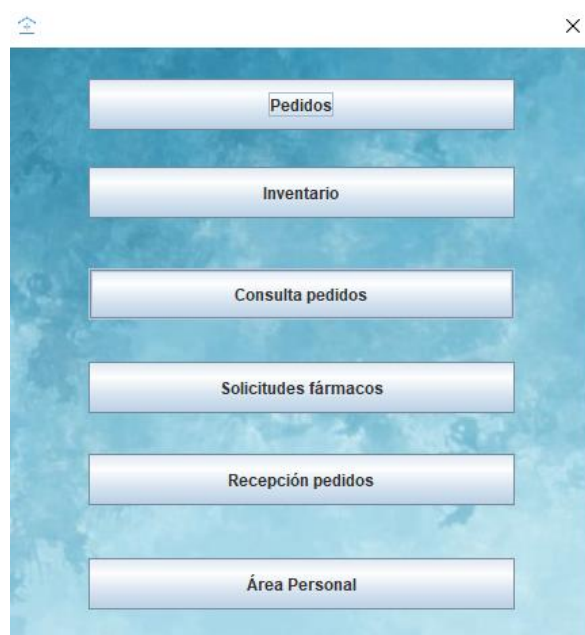 Pedidos
Inventario
Consulta pedidos
Solicitudes fármacos
Recepción pedidos
Área Personal